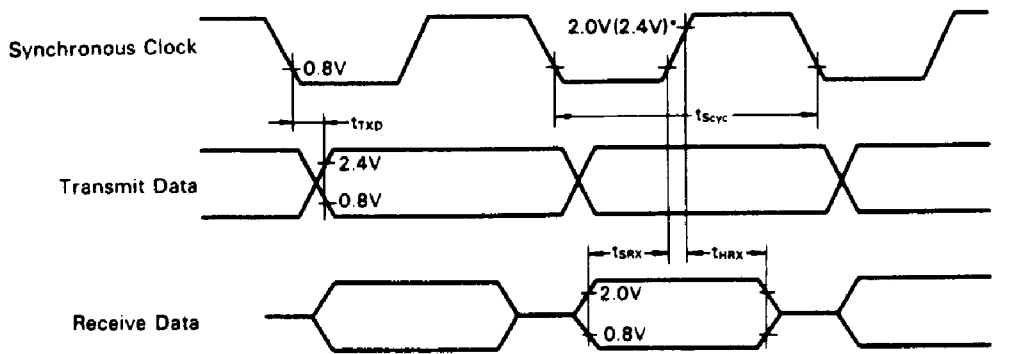 2.0V(2.4V)*
Synchronous Clock
0.8V
tTXD
tScyc
2.4V
Transmit Data
0.8V
tSRX
tHRX
2.0V
Receive Data
0.8V